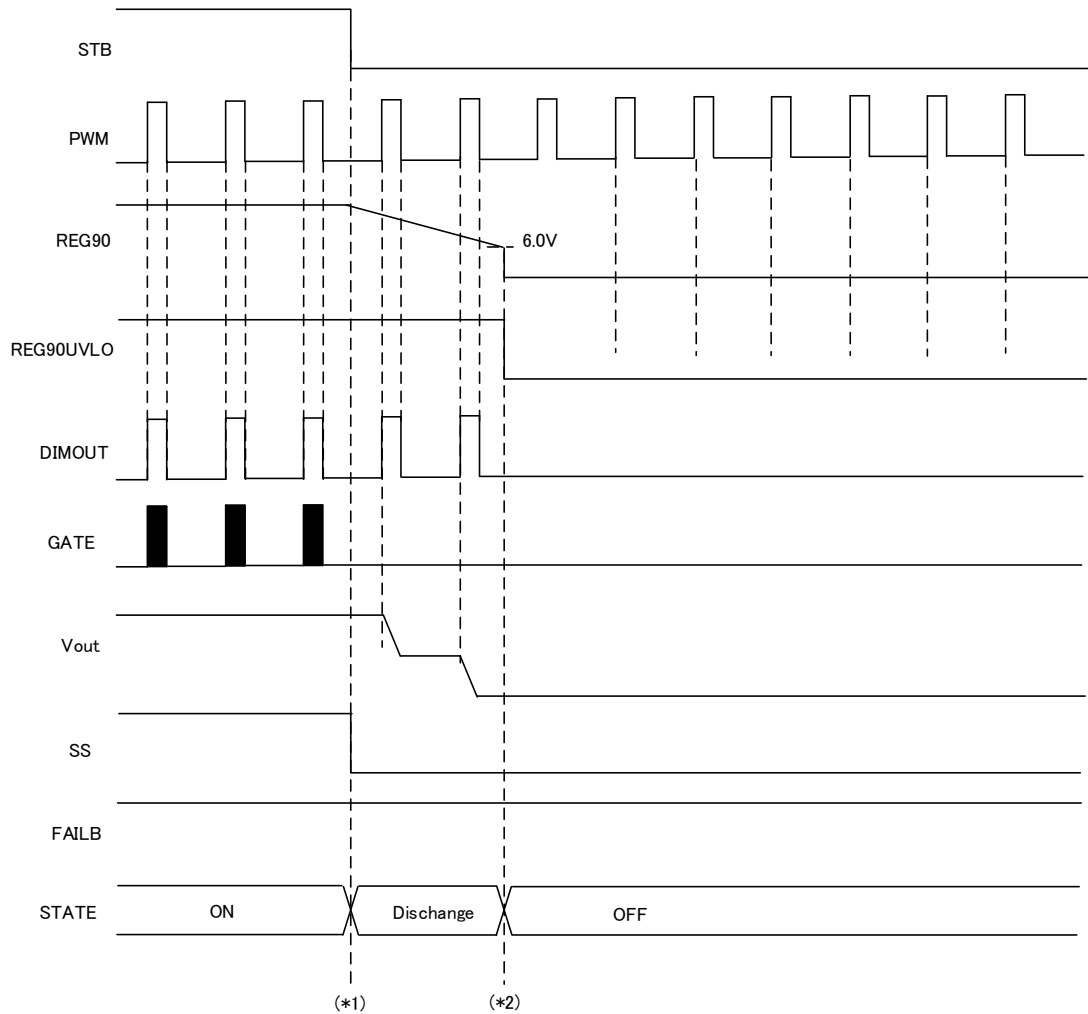 STB
PWM
REG90
6.0V
REG90UVLO
DIMOUT
GATE
Vout
SS
FAILB
STATE
ON
Dischange
OFF
(*1)
(*2)